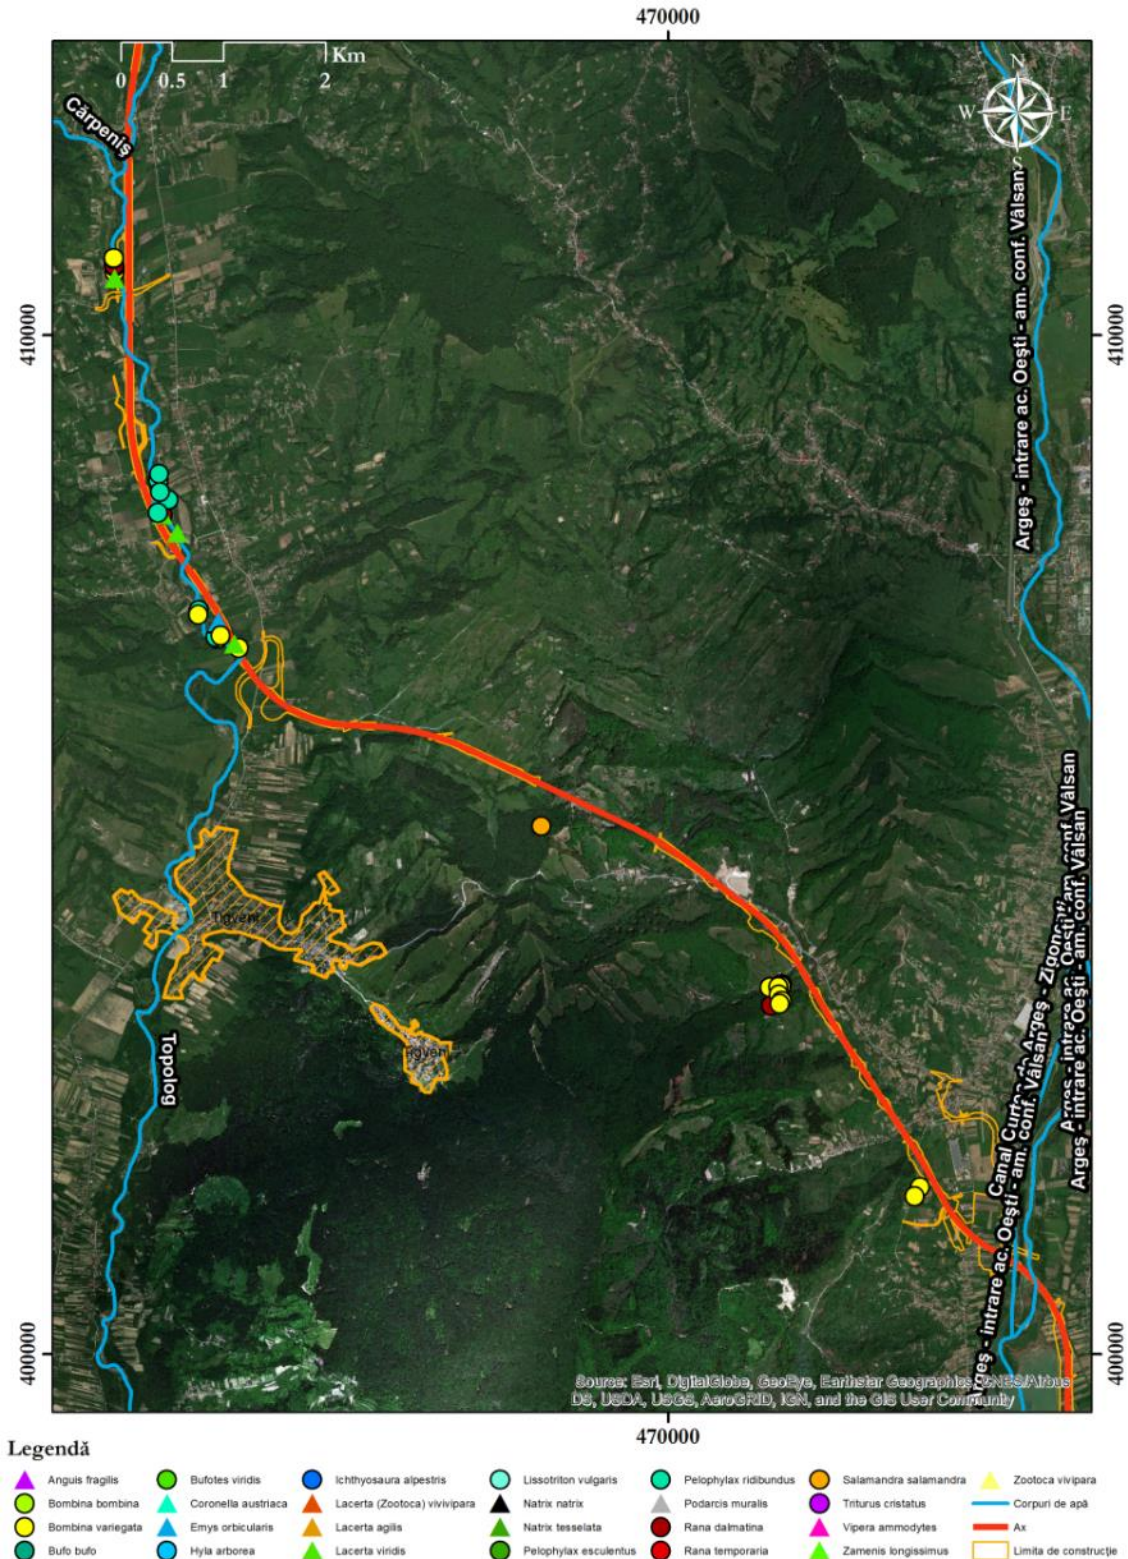 470000
Km
0 0.5 1 2
N
W E
S
Cărpeniș
410000
410000
Argeș - intrare ac. Oești - am. conf. Vâlsan
Tigveni
Topolog
Argeș - intrare ac. Oești - am. conf. Vâlsan
Argeș - intrare ac. Oești - am. conf. Vâlsan
Argeș - intrare ac. Oești - am. conf. Vâlsan
400000
400000
Source: Esri, DigitalGlobe, GeoEye, Earthstar Geographics, CNES/Airbus
DS, USDA, USGS, AeroGRID, IGN, and the GIS User Community
470000
Legendă
Anguis fragilis
Bufotes viridis
Ichthyosaura alpestris
Lissotriton vulgaris
Pelophylax ridibundus
Salamandra salamandra
Zootoca vivipara
Bombina bombina
Coronella austriaca
Lacerta (Zootoca) vivivipara
Natrix natrix
Podarcis muralis
Triturus cristatus
Corpuri de apă
Bombina variegata
Emys orbicularis
Lacerta agilis
Natrix tesselata
Rana dalmatina
Vipera ammodytes
Ax
Bufo bufo
Hyla arborea
Lacerta viridis
Pelophylax esculentus
Rana temporaria
Zamenis longissimus
Limita de construcție